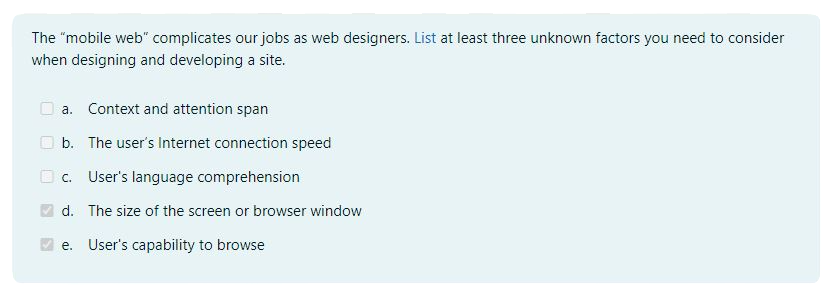 The “mobile web” complicates our jobs as web designers. List at least three unknown factors you need to consider
when designing and developing a site.
a. Context and attention span
b. The user’s Internet connection speed
c. User's language comprehension
d. The size of the screen or browser window
e. User's capability to browse